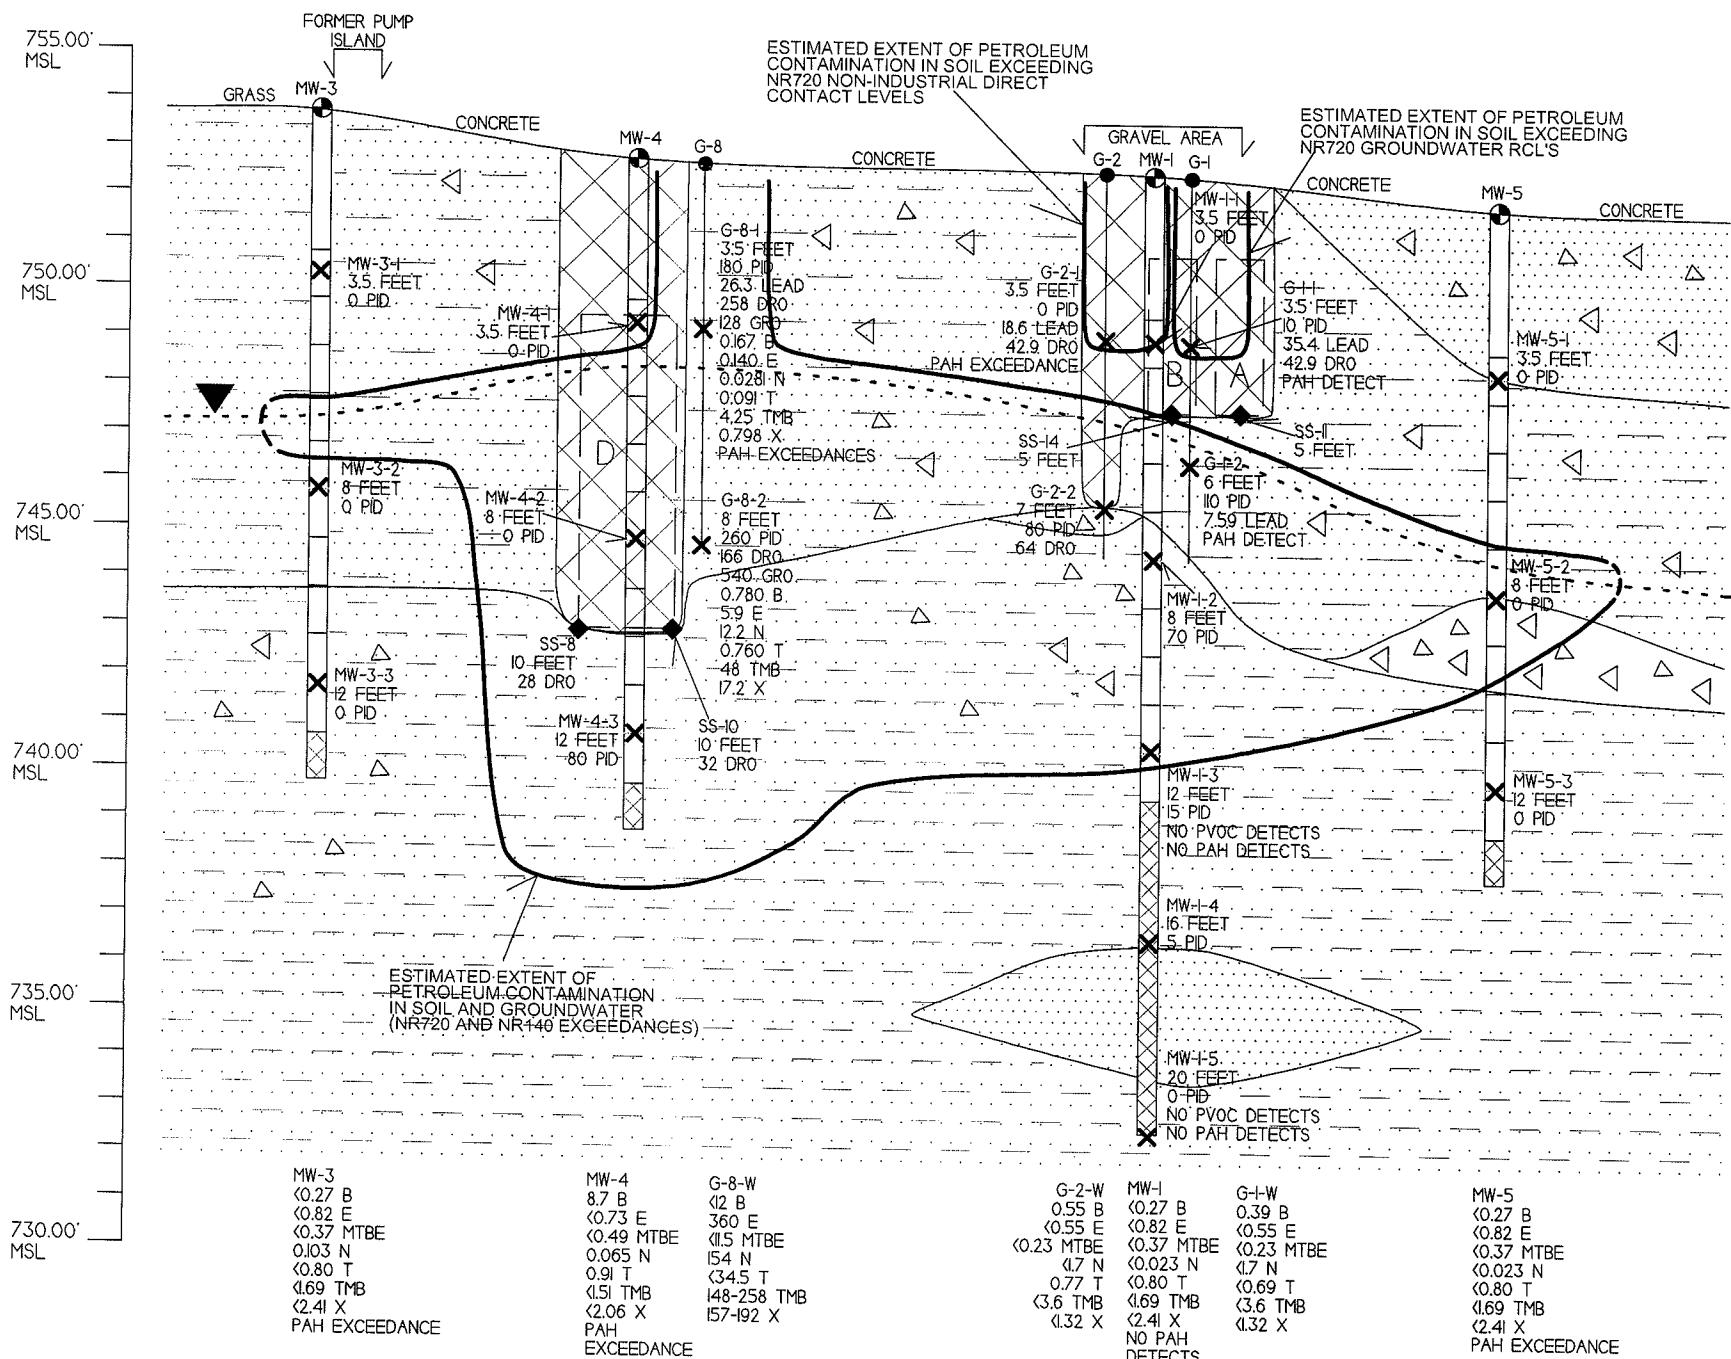 755.00'
MSL
750.00'
MSL
745.00'
MSL
740.00'
MSL
735.00'
MSL
730.00'
MSL
FORMER PUMP
ISLAND
GRASS
MW-3
CONCRETE
MW-4
G-8
CONCRETE
ESTIMATED EXTENT OF PETROLEUM
CONTAMINATION IN SOIL EXCEEDING
NR720 NON-INDUSTRIAL DIRECT
CONTACT LEVELS
GRAVEL AREA
G-2
MW-1
G-1
ESTIMATED EXTENT OF PETROLEUM
CONTAMINATION IN SOIL EXCEEDING
NR720 GROUNDWATER RCL'S
CONCRETE
MW-5
CONCRETE
MW-3-1
3.5 FEET
0 PID
MW-3-2
8 FEET
0 PID
MW-3-3
12 FEET
0 PID
MW-4-1
3.5 FEET
0 PID
MW-4-2
8 FEET
0 PID
D
SS-8
10 FEET
28 DRO
MW-4-3
12 FEET
80 PID
G-8-1
3.5 FEET
180 PID
26.3 LEAD
258 DRO
128 GRO
0.167 B
0.140 E
0.0281 N
0.091 T
4.25 TMB
0.798 X
PAH EXCEEDANCES
G-8-2
8 FEET
260 PID
166 DRO
540 GRO
0.780 B
5.9 E
12.2 N
0.760 T
48 TMB
17.2 X
SS-10
10 FEET
32 DRO
G-2-1
3.5 FEET
0 PID
18.6 LEAD
42.9 DRO
PAH EXCEEDANCE
SS-14
5 FEET
G-2-2
7 FEET
80 PID
64 DRO
MW-1-1
3.5 FEET
0 PID
G-1-1
3.5 FEET
10 PID
35.4 LEAD
42.9 DRO
PAH DETECT
B
A
SS-11
5 FEET
G-1-2
6 FEET
110 PID
7.59 LEAD
PAH DETECT
MW-1-2
8 FEET
70 PID
MW-1-3
12 FEET
15 PID
NO PVOC DETECTS
NO PAH DETECTS
MW-1-4
16 FEET
5 PID
MW-1-5
20 FEET
0 PID
NO PVOC DETECTS
NO PAH DETECTS
MW-5-1
3.5 FEET
0 PID
MW-5-2
8 FEET
0 PID
MW-5-3
12 FEET
0 PID
ESTIMATED EXTENT OF
PETROLEUM CONTAMINATION
IN SOIL AND GROUNDWATER
(NR720 AND NR140 EXCEEDANCES)
MW-3
<0.27 B
<0.82 E
<0.37 MTBE
0.103 N
<0.80 T
<1.69 TMB
<2.41 X
PAH EXCEEDANCE
MW-4
8.7 B
<0.73 E
<0.49 MTBE
0.065 N
0.91 T
<1.51 TMB
<2.06 X
PAH
EXCEEDANCE
G-8-W
<12 B
360 E
<11.5 MTBE
154 N
<34.5 T
148-258 TMB
157-192 X
G-2-W
0.55 B
<0.55 E
<0.23 MTBE
<1.7 N
0.77 T
<3.6 TMB
<1.32 X
MW-1
<0.27 B
<0.82 E
<0.37 MTBE
<0.023 N
<0.80 T
<1.69 TMB
<2.41 X
NO PAH
DETECTS
G-1-W
0.39 B
<0.55 E
<0.23 MTBE
<1.7 N
<0.69 T
<3.6 TMB
<1.32 X
MW-5
<0.27 B
<0.82 E
<0.37 MTBE
<0.023 N
<0.80 T
<1.69 TMB
<2.41 X
PAH EXCEEDANCE